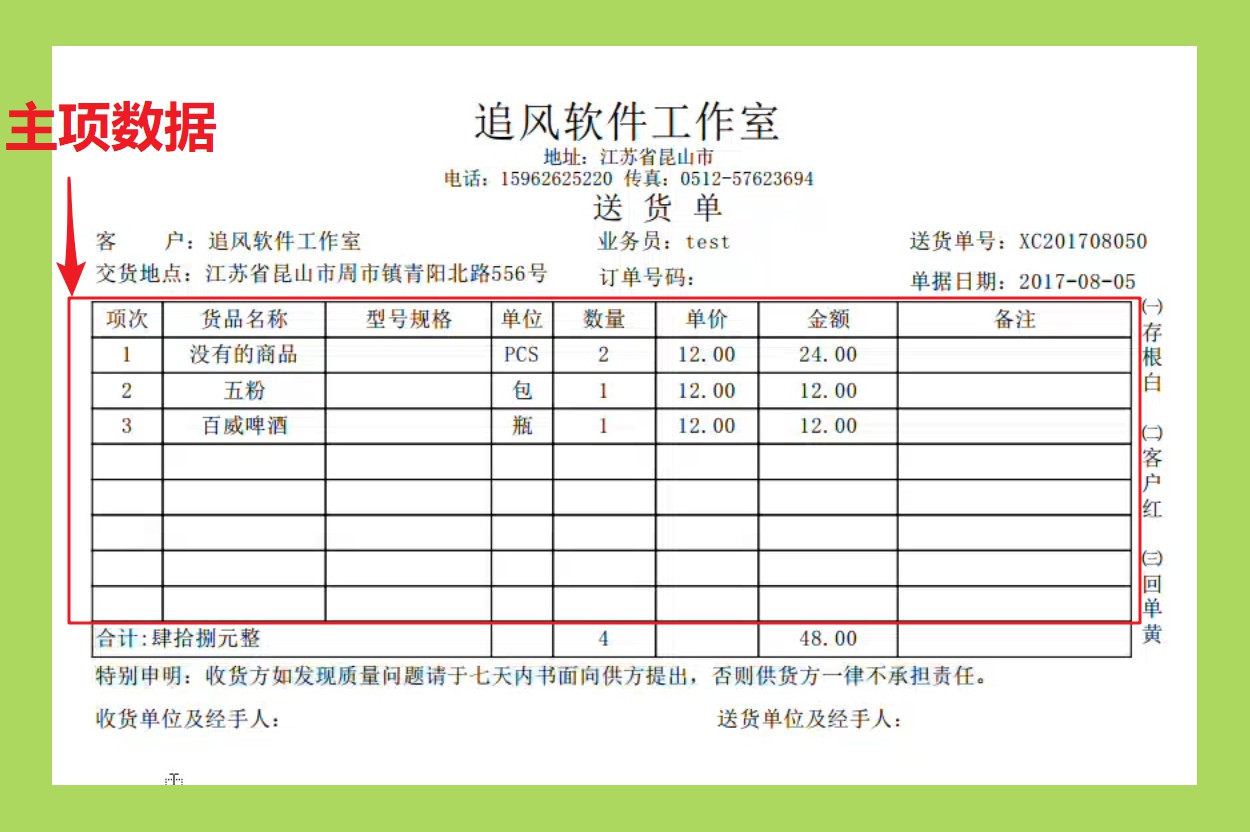 主项数据
追风软件工作室
地址：江苏省昆山市
电话：15962625220 传真：0512-57623694
送 货 单
客 户：追风软件工作室 业务员：test 送货单号：XC201708050
交货地点：江苏省昆山市周市镇青阳北路556号 订单号码： 单据日期：2017-08-05
项次 货品名称 型号规格 单位 数量 单价 金额 备注
1 没有的商品 PCS 2 12.00 24.00
2 五粉 包 1 12.00 12.00
3 百威啤酒 瓶 1 12.00 12.00
合计:肆拾捌元整 4 48.00
㈠存根白 ㈡客户红 ㈢回单黄
特别申明：收货方如发现质量问题请于七天内书面向供方提出，否则供货方一律不承担责任。
收货单位及经手人： 送货单位及经手人：